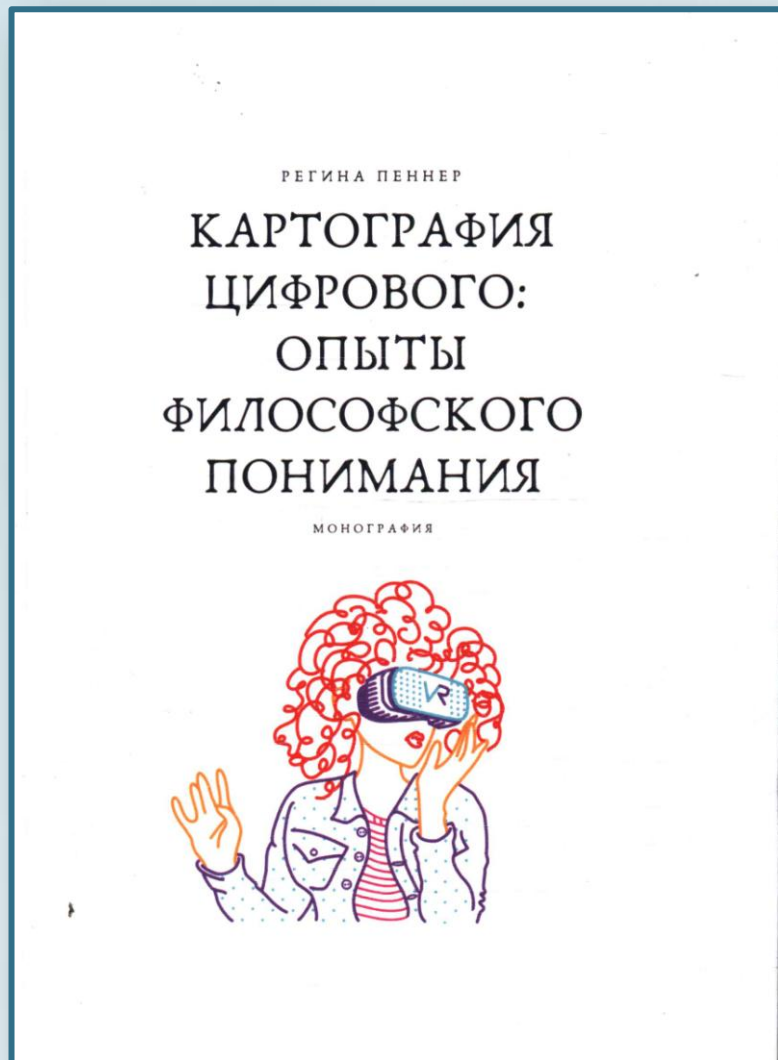 РЕГИНА ПЕННЕР
КАРТОГРАФИЯ
ЦИФРОВОГО:
ОПЫТЫ
ФИЛОСОФСКОГО
ПОНИМАНИЯ
МОНОГРАФИЯ
VR